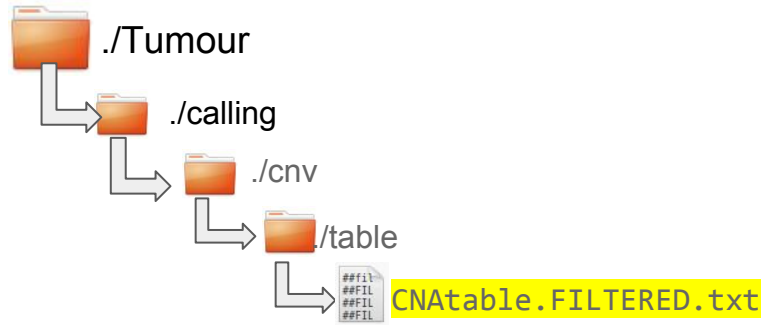 ./Tumour
./calling
./cnv
./table
##fil
##FIL
##FIL
##FIL
CNAtable.FILTERED.txt